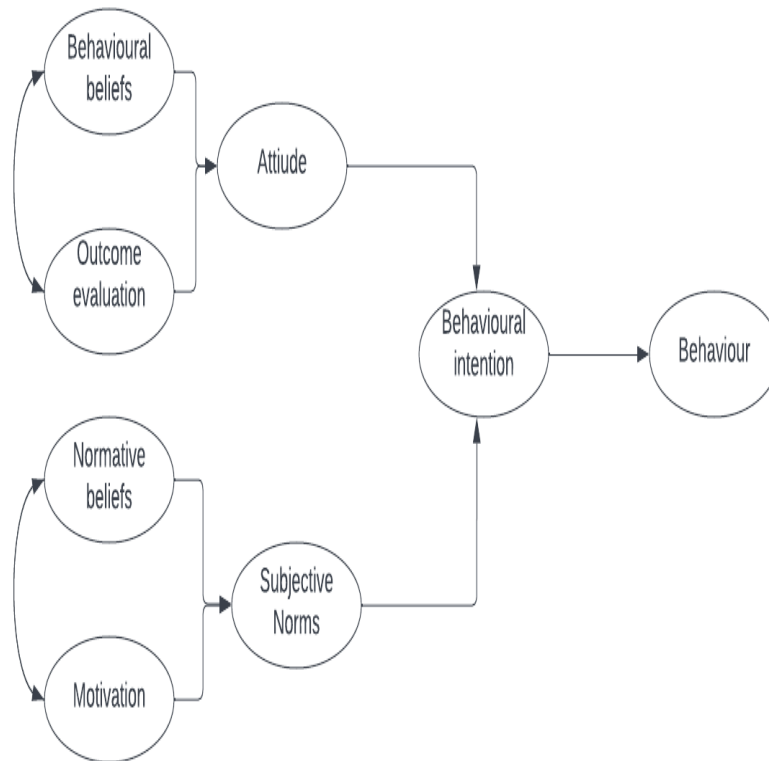 Behavioural
beliefs
Attiude
Outcome
evaluation
Behavioural
intention
Behaviour
Normative
beliefs
Subjective
Norms
Motivation